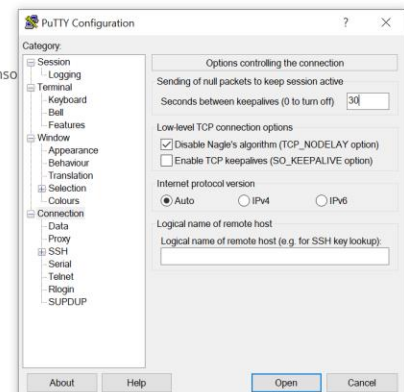 PuTTY Configuration
?
Category:
Session
Logging
Terminal
Keyboard
Bell
Features
Window
Appearance
Behaviour
Translation
Selection
Colours
Connection
Data
Proxy
SSH
Serial
Telnet
Rlogin
SUPDUP
Options controlling the connection
Sending of null packets to keep session active
Seconds between keepalives (0 to turn off) 30
Low-level TCP connection options
Disable Nagle's algorithm (TCP_NODELAY option)
Enable TCP keepalives (SO_KEEPALIVE option)
Internet protocol version
Auto IPv4 IPv6
Logical name of remote host
Logical name of remote host (e.g. for SSH key lookup):
About Help Open Cancel
nso